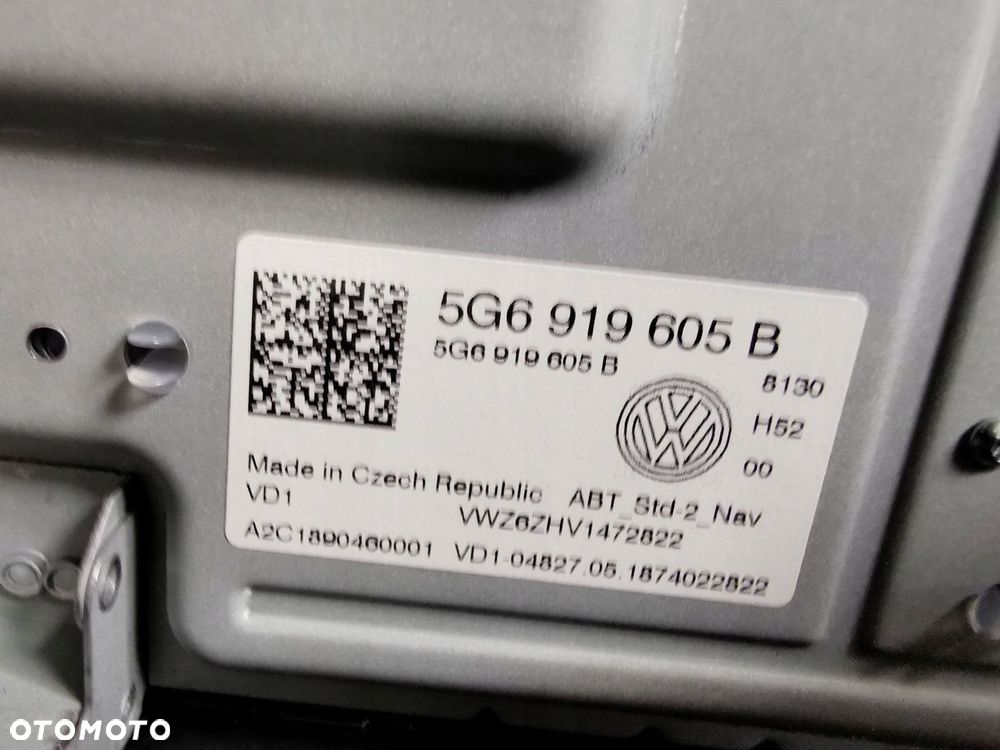 5G6 919 605 B
5G6 919 605 B
8130
H52
00
Made in Czech Republic ABT_Std-2_Nav
VD1 VWZ6ZHV1472822
A2C1890460001 VD1-04827.05.1874022822
OTOMOTO